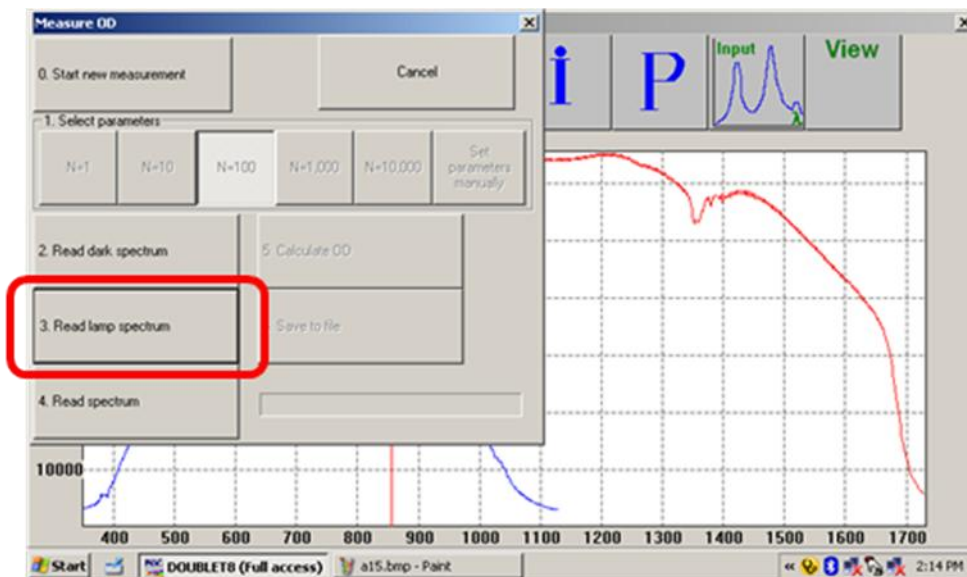 Measure OD
0. Start new measurement
Cancel
1. Select parameters
N=1
N=10
N=100
N=1,000
N=10,000
Set
parameters
manually
2. Read dark spectrum
5. Calculate OD
3. Read lamp spectrum
Save to file
4. Read spectrum
i
P
Input
View
10000
400 500 600 700 800 900 1000 1100 1200 1300 1400 1500 1600 1700
Start
DOUBLET8 (Full access)
a15.bmp - Paint
«
2:14 PM